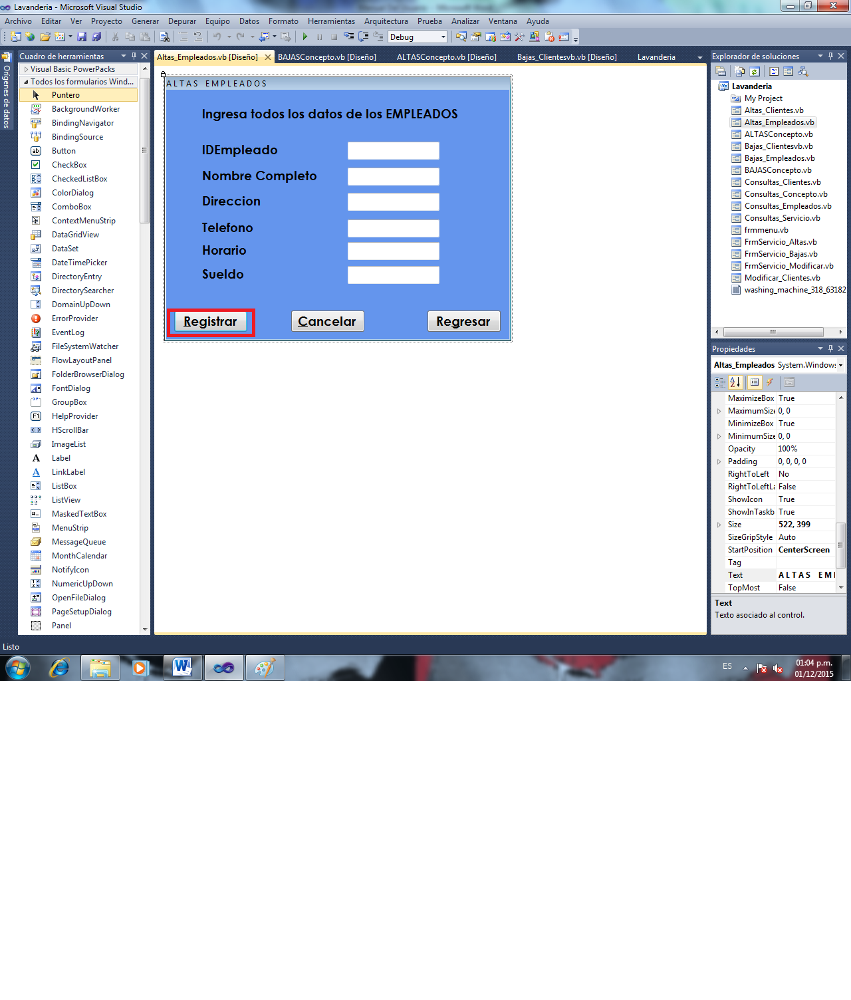 Lavanderia - Microsoft Visual Studio
Archivo Editar Ver Proyecto Generar Depurar Equipo Datos Formato Herramientas Arquitectura Prueba Analizar Ventana Ayuda
Debug
Orígenes de datos
Cuadro de herramientas
Visual Basic PowerPacks
Todos los formularios Wind...
Puntero
BackgroundWorker
BindingNavigator
BindingSource
Button
CheckBox
CheckedListBox
ColorDialog
ComboBox
ContextMenuStrip
DataGridView
DataSet
DateTimePicker
DirectoryEntry
DirectorySearcher
DomainUpDown
ErrorProvider
EventLog
FileSystemWatcher
FlowLayoutPanel
FolderBrowserDialog
FontDialog
GroupBox
HelpProvider
HScrollBar
ImageList
Label
LinkLabel
ListBox
ListView
MaskedTextBox
MenuStrip
MessageQueue
MonthCalendar
NotifyIcon
NumericUpDown
OpenFileDialog
PageSetupDialog
Panel
Altas_Empleados.vb [Diseño] BAJASConcepto.vb [Diseño] ALTASConcepto.vb [Diseño] Bajas_Clientesvb.vb [Diseño] Lavanderia
ALTAS EMPLEADOS
Ingresa todos los datos de los EMPLEADOS
IDEmpleado
Nombre Completo
Direccion
Telefono
Horario
Sueldo
Registrar Cancelar Regresar
Explorador de soluciones
Lavanderia
My Project
Altas_Clientes.vb
Altas_Empleados.vb
ALTASConcepto.vb
Bajas_Clientesvb.vb
Bajas_Empleados.vb
BAJASConcepto.vb
Consultas_Clientes.vb
Consultas_Concepto.vb
Consultas_Empleados.vb
Consultas_Servicio.vb
frmmenu.vb
FrmServicio_Altas.vb
FrmServicio_Bajas.vb
FrmServicio_Modificar.vb
Modificar_Clientes.vb
washing_machine_318_63182
Propiedades
Altas_Empleados System.Window:
MaximizeBox True
MaximumSize 0, 0
MinimizeBox True
MinimumSize 0, 0
Opacity 100%
Padding 0, 0, 0, 0
RightToLeft No
RightToLeftLa False
ShowIcon True
ShowInTaskb True
Size 522, 399
SizeGripStyle Auto
StartPosition CenterScreen
Tag
Text ALTAS EMI
TopMost False
Text
Texto asociado al control.
Listo
ES
01:04 p.m.
01/12/2015